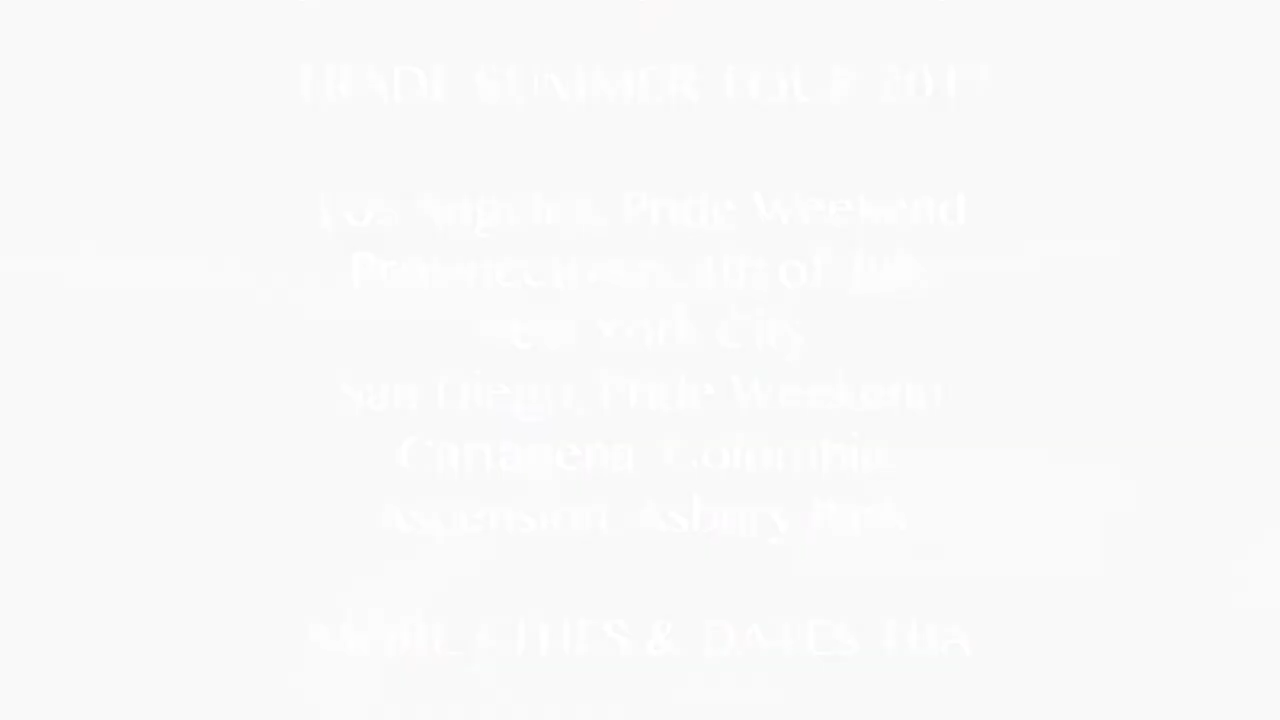 SUMMER TOUR 2017
Los Angeles, Pride Weekend
Provincetown, 4th of July
New York City
San Diego, Pride Weekend
Cartagena, Colombia
Asbury Park
MORE CITIES & DATES TBA